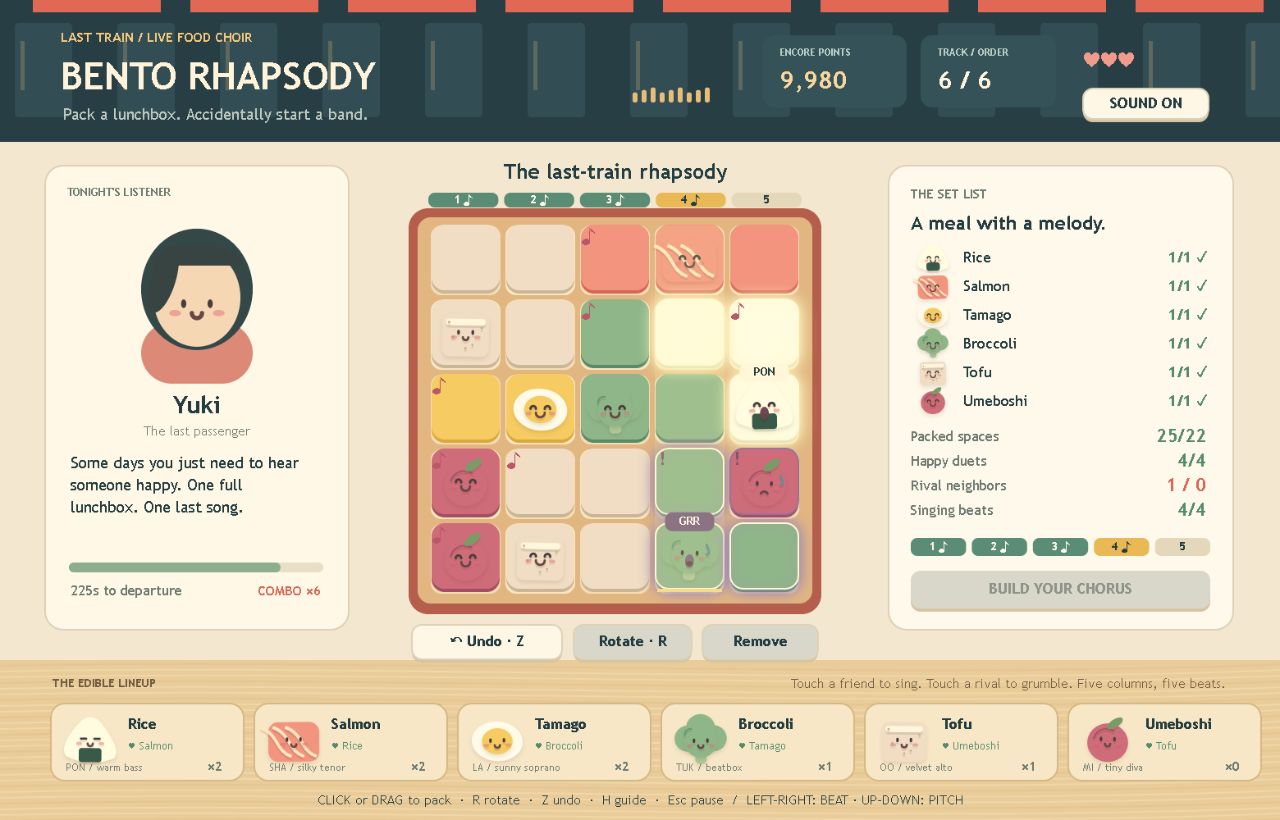 LAST TRAIN / LIVE FOOD CHOIR
BENTO RHAPSODY
Pack a lunchbox. Accidentally start a band.
ENCORE POINTS
9,980
TRACK / ORDER
6 / 6
SOUND ON
TONIGHT'S LISTENER
Yuki
The last passenger
Some days you just need to hear
someone happy. One full
lunchbox. One last song.
225s to departure
COMBO ×6
The last-train rhapsody
1 ♪ 2 ♪ 3 ♪ 4 ♪ 5
PON
! !
GRR
↶ Undo · Z
Rotate · R
Remove
THE SET LIST
A meal with a melody.
Rice 1/1 ✓
Salmon 1/1 ✓
Tamago 1/1 ✓
Broccoli 1/1 ✓
Tofu 1/1 ✓
Umeboshi 1/1 ✓
Packed spaces 25/22
Happy duets 4/4
Rival neighbors 1 / 0
Singing beats 4/4
1 ♪ 2 ♪ 3 ♪ 4 ♪ 5
BUILD YOUR CHORUS
THE EDIBLE LINEUP
Touch a friend to sing. Touch a rival to grumble. Five columns, five beats.
Rice
♥ Salmon
PON / warm bass ×2
Salmon
♥ Rice
SHA / silky tenor ×2
Tamago
♥ Broccoli
LA / sunny soprano ×2
Broccoli
♥ Tamago
TUK / beatbox ×1
Tofu
♥ Umeboshi
OO / velvet alto ×1
Umeboshi
♥ Tofu
MI / tiny diva ×0
CLICK or DRAG to pack · R rotate · Z undo · H guide · Esc pause / LEFT-RIGHT: BEAT · UP-DOWN: PITCH